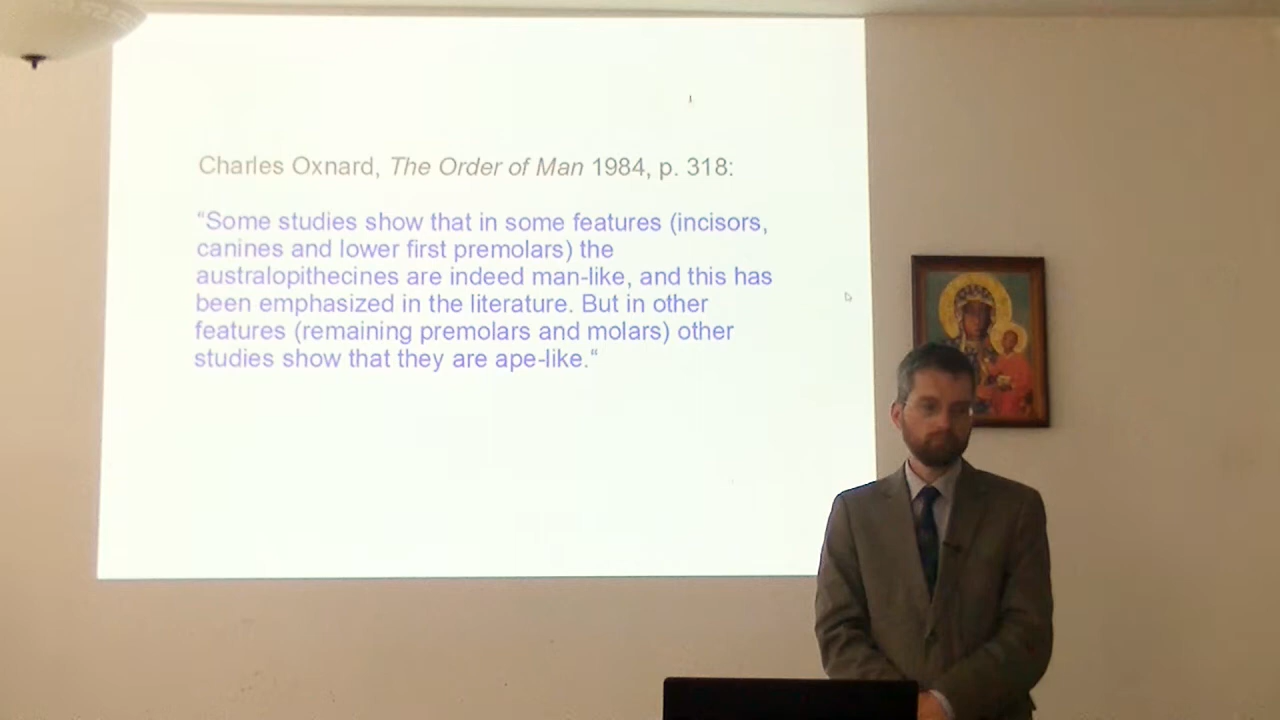 Charles Oxnard, The Order of Man 1984, p. 318:
“Some studies show that in some features (incisors,
canines and lower first premolars) the
australopithecines are indeed man-like, and this has
been emphasized in the literature. But in other
features (remaining premolars and molars) other
studies show that they are ape-like.“